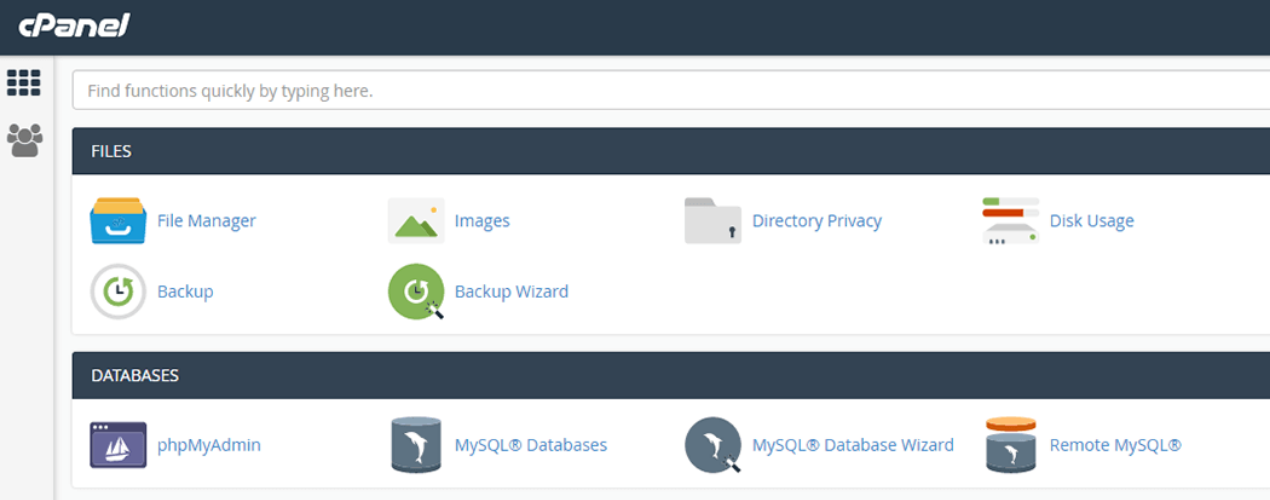 cPanel
Find functions quickly by typing here.
FILES
File Manager
Images
Directory Privacy
Disk Usage
Backup
Backup Wizard
DATABASES
phpMyAdmin
MySQL® Databases
MySQL® Database Wizard
Remote MySQL®